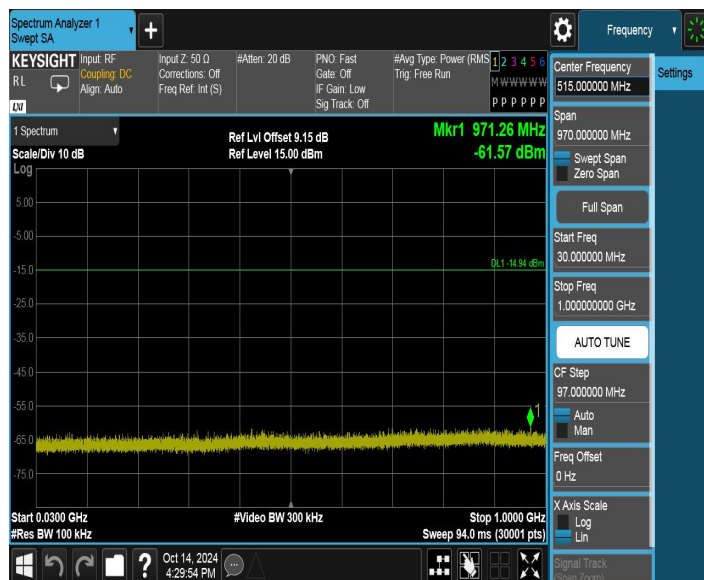 Spectrum Analyzer 1
Swept SA
+
Frequency
KEYSIGHT
RL
LXI
Input: RF
Coupling: DC
Align: Auto
Input Z: 50 Ω
Corrections: Off
Freq Ref: Int (S)
#Atten: 20 dB
PNO: Fast
Gate: Off
IF Gain: Low
Sig Track: Off
#Avg Type: Power (RMS
Trig: Free Run
1 2 3 4 5 6
M W W W W W
P P P P P P
Center Frequency
515.000000 MHz
Settings
Span
970.000000 MHz
Swept Span
Zero Span
Full Span
Start Freq
30.000000 MHz
Stop Freq
1.000000000 GHz
AUTO TUNE
CF Step
97.000000 MHz
Auto
Man
Freq Offset
0 Hz
X Axis Scale
Log
Lin
Signal Track
(Span Zoom)
1 Spectrum
Scale/Div 10 dB
Ref Lvl Offset 9.15 dB
Ref Level 15.00 dBm
Mkr1 971.26 MHz
-61.57 dBm
Log
5.00
-5.00
-15.0
DL1 -14.94 dBm
-25.0
-35.0
-45.0
-55.0
1
-65.0
-75.0
Start 0.0300 GHz
#Video BW 300 kHz
Stop 1.0000 GHz
#Res BW 100 kHz
Sweep 94.0 ms (30001 pts)
?
Oct 14, 2024
4:29:54 PM